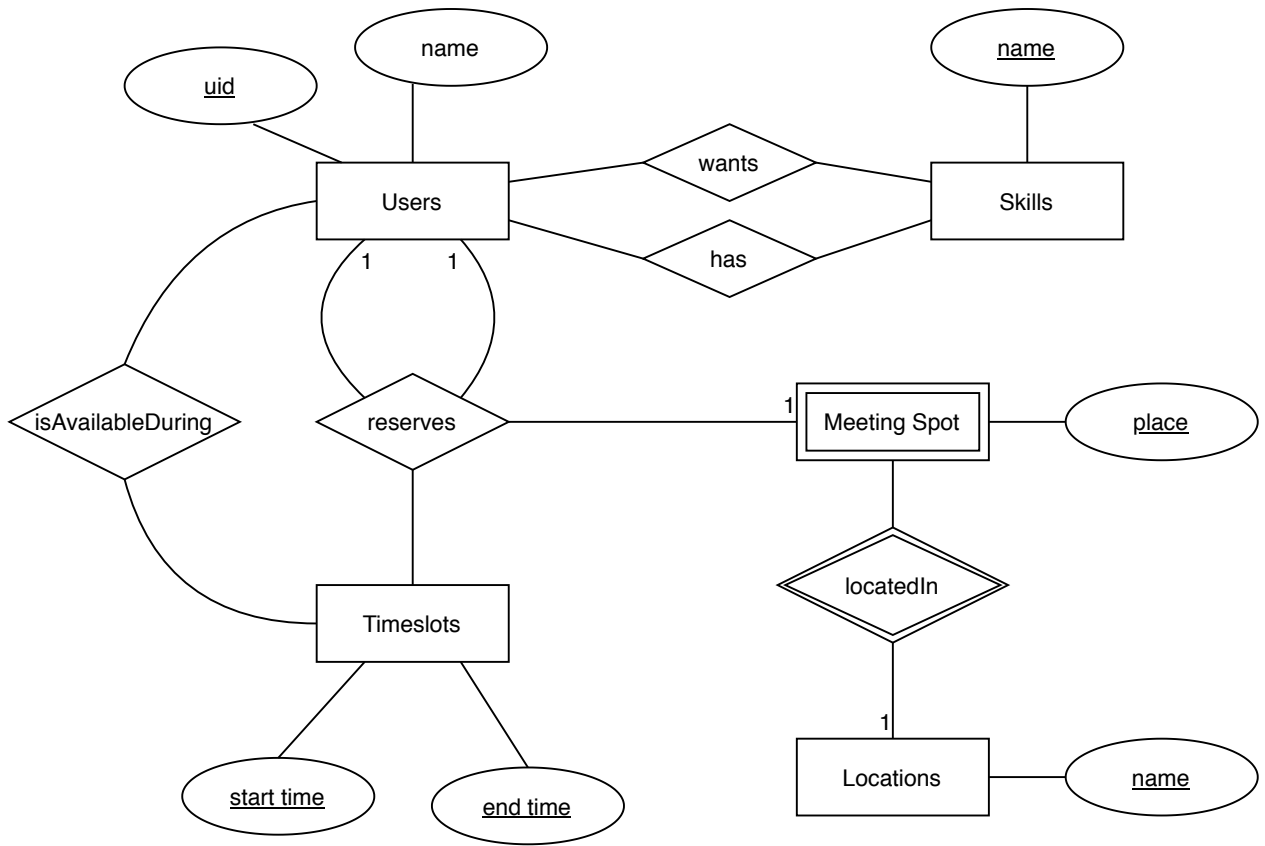 name
name
uid
wants
Users
Skills
has
1
1
isAvailableDuring
reserves
1
Meeting Spot
place
locatedIn
Timeslots
1
Locations
name
start time
end time